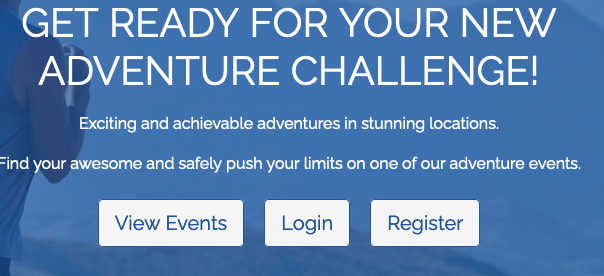 GET READY FOR YOUR NEW
ADVENTURE CHALLENGE!
Exciting and achievable adventures in stunning locations.
Find your awesome and safely push your limits on one of our adventure events.
View Events
Login
Register